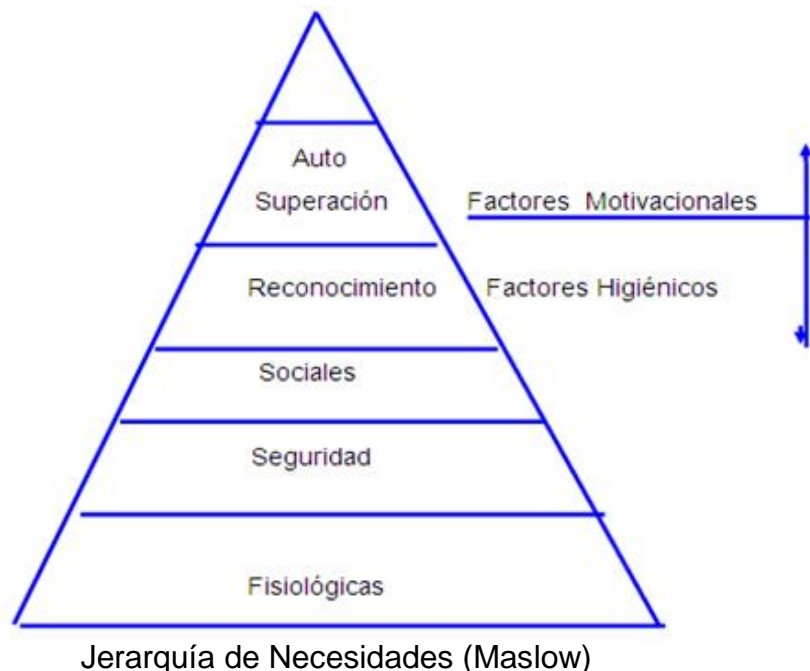 Auto
Superación
Factores Motivacionales
Reconocimiento
Factores Higiénicos
Sociales
Seguridad
Fisiológicas
Jerarquía de Necesidades (Maslow)